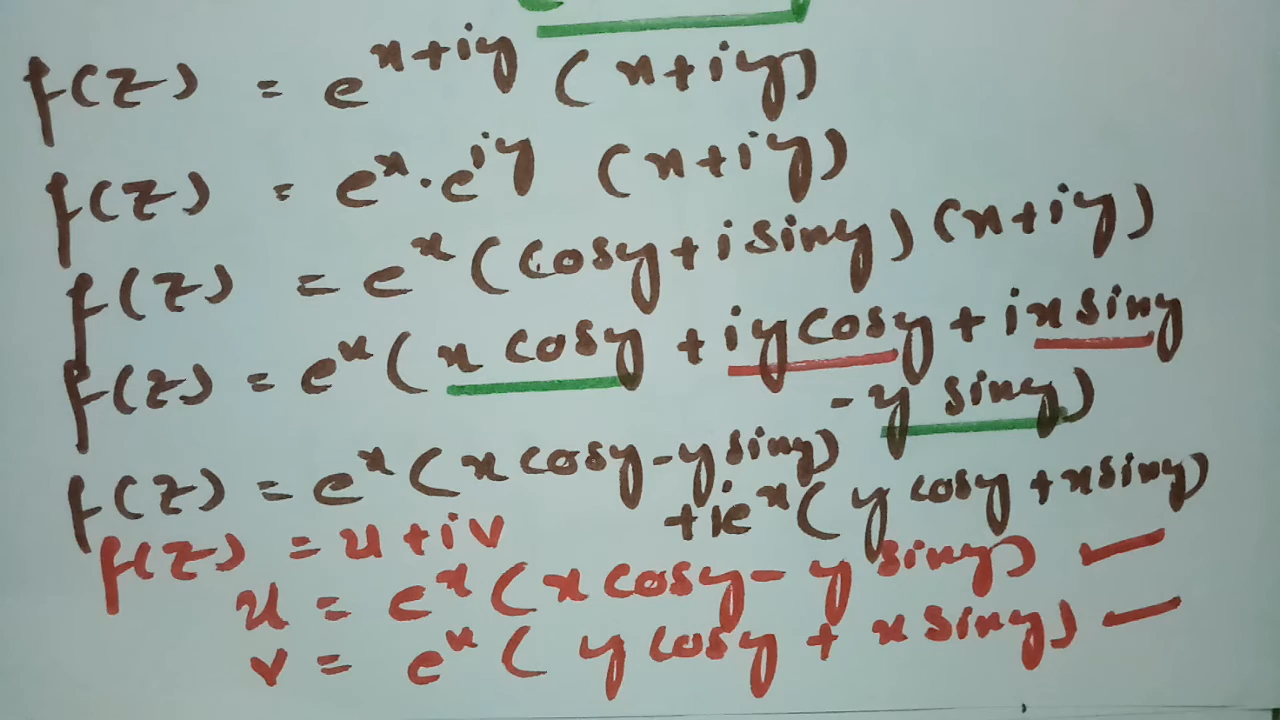 f(z) = e^{x+iy} (x+iy)
f(z) = e^x . e^{iy} (x+iy)
f(z) = e^x (cosy + i siny) (x+iy)
f(z) = e^x (x cosy + iy cosy + ix siny
- y siny)
f(z) = e^x (x cosy - y siny)
+ ie^x (y cosy + x siny)
f(z) = u + iv
u = e^x (x cosy - y siny)
v = e^x (y cosy + x siny)